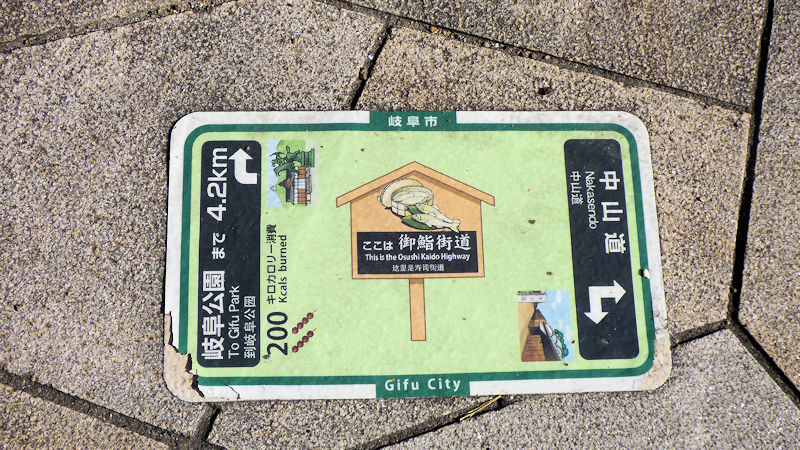 岐阜市
岐阜公園 まで 4.2km
To Gifu Park
到岐阜公园
200 キロカロリー消費
Kcals burned
ここは 御鮨街道
This is the Osushi Kaido Highway
这里是寿司街道
中山道
Nakasendo
中山道
Gifu City